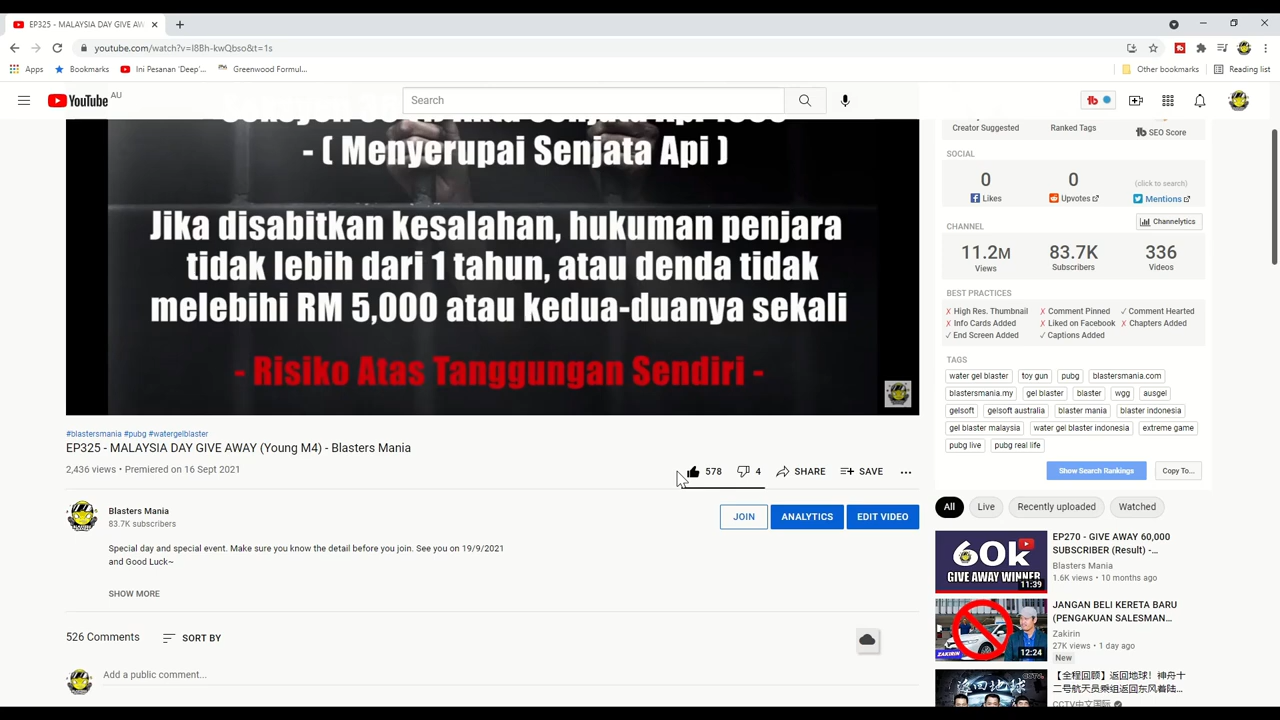 EP325 - MALAYSIA DAY GIVE AW
youtube.com/watch?v=I8Bh-kwQbso&t=1s
Apps
Bookmarks
Ini Pesanan 'Deep'...
Greenwood Formul...
Other bookmarks
Reading list
YouTube
AU
Search
- ( Menyerupai Senjata Api )
Jika disabitkan kesalahan, hukuman penjara
tidak lebih dari 1 tahun, atau denda tidak
melebihi RM 5,000 atau kedua-duanya sekali
- Risiko Atas Tanggungan Sendiri -
#blastersmania #pubg #watergelblaster
EP325 - MALAYSIA DAY GIVE AWAY (Young M4) - Blasters Mania
2,436 views • Premiered on 16 Sept 2021
578
4
SHARE
SAVE
Blasters Mania
83.7K subscribers
JOIN
ANALYTICS
EDIT VIDEO
Special day and special event. Make sure you know the detail before you join. See you on 19/9/2021
and Good Luck~
SHOW MORE
526 Comments
SORT BY
Add a public comment...
Creator Suggested
Ranked Tags
SEO Score
SOCIAL
0
0
(click to search)
Likes
Upvotes
Mentions
CHANNEL
Channelytics
11.2M
83.7K
336
Views
Subscribers
Videos
BEST PRACTICES
✗ High Res. Thumbnail
✗ Comment Pinned
✓ Comment Hearted
✗ Info Cards Added
✗ Liked on Facebook
✗ Chapters Added
✓ End Screen Added
✓ Captions Added
TAGS
water gel blaster
toy gun
pubg
blastersmania.com
blastersmania.my
gel blaster
blaster
wgg
ausgel
gelsoft
gelsoft australia
blaster mania
blaster indonesia
gel blaster malaysia
water gel blaster indonesia
extreme game
pubg live
pubg real life
Show Search Rankings
Copy To...
All
Live
Recently uploaded
Watched
60k
GIVE AWAY WINNER
11:39
EP270 - GIVE AWAY 60,000
SUBSCRIBER (Result) -...
Blasters Mania
1.6K views • 10 months ago
ZAKIRIN
12:24
JANGAN BELI KERETA BARU
(PENGAKUAN SALESMAN...
Zakirin
27K views • 1 day ago
New
【全程回顾】返回地球！神舟十
二号航天员乘组返回东风着陆...
CCTV中文国际